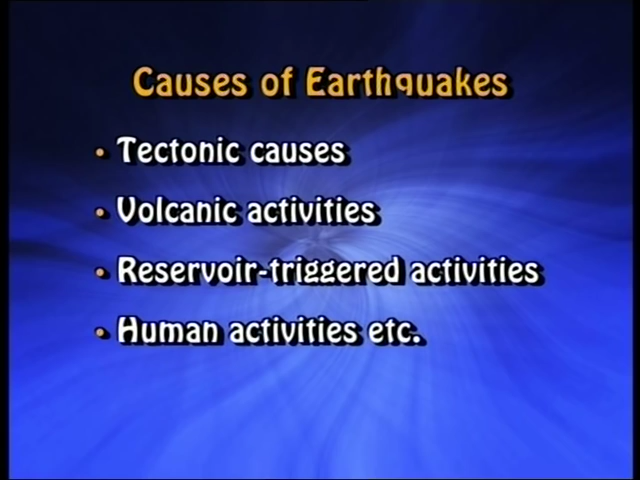 Causes of Earthquakes
• Tectonic causes
• Volcanic activities
• Reservoir-triggered activities
• Human activities etc.